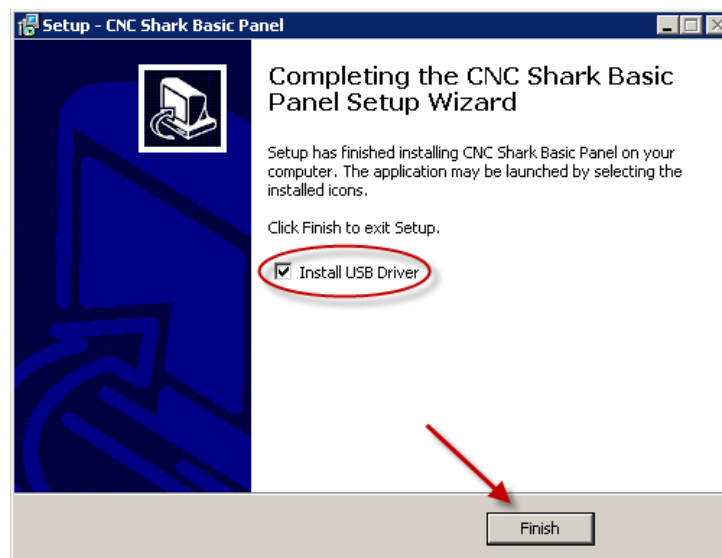 Setup - CNC Shark Basic Panel
Completing the CNC Shark Basic
Panel Setup Wizard
Setup has finished installing CNC Shark Basic Panel on your
computer. The application may be launched by selecting the
installed icons.
Click Finish to exit Setup.
Install USB Driver
Finish